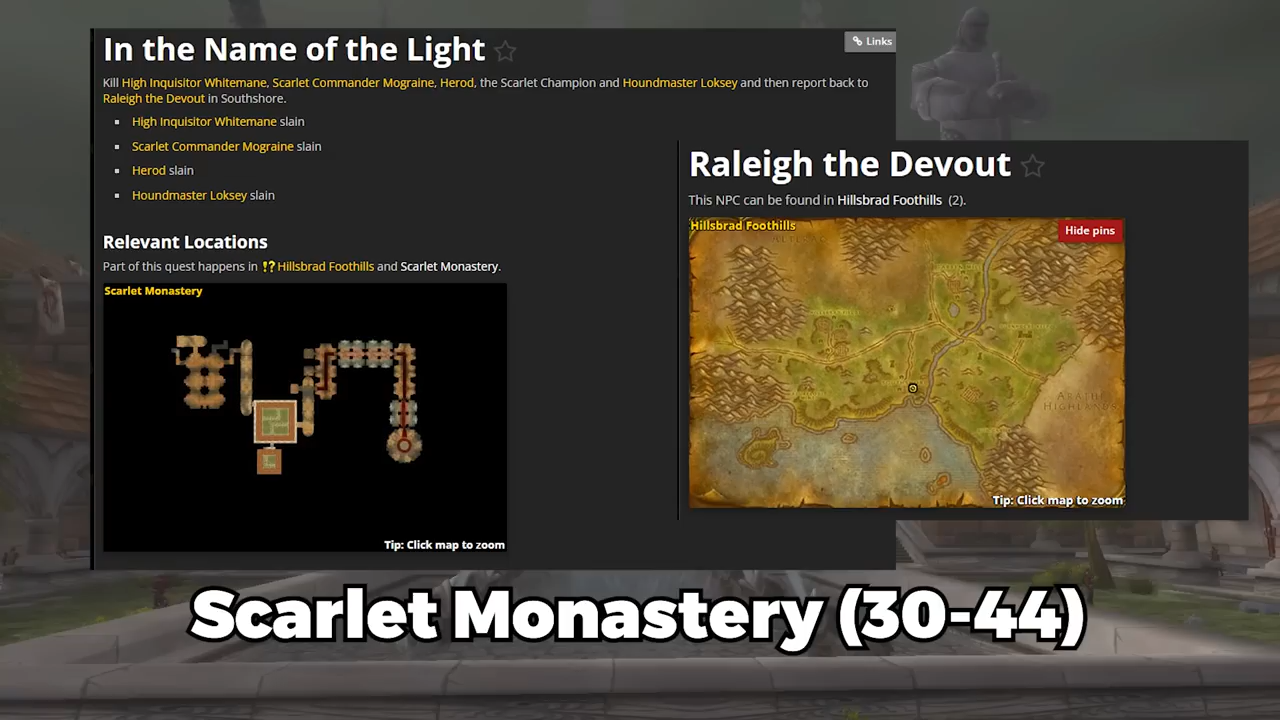 In the Name of the Light
Links
Kill High Inquisitor Whitemane, Scarlet Commander Mograine, Herod, the Scarlet Champion and Houndmaster Loksey and then report back to
Raleigh the Devout in Southshore.
High Inquisitor Whitemane slain
Scarlet Commander Mograine slain
Herod slain
Houndmaster Loksey slain
Relevant Locations
Part of this quest happens in !? Hillsbrad Foothills and Scarlet Monastery.
Scarlet Monastery
Tip: Click map to zoom
Raleigh the Devout
This NPC can be found in Hillsbrad Foothills (2).
Hillsbrad Foothills
Hide pins
ARATHI
HIGHLANDS
Tip: Click map to zoom
Scarlet Monastery (30-44)